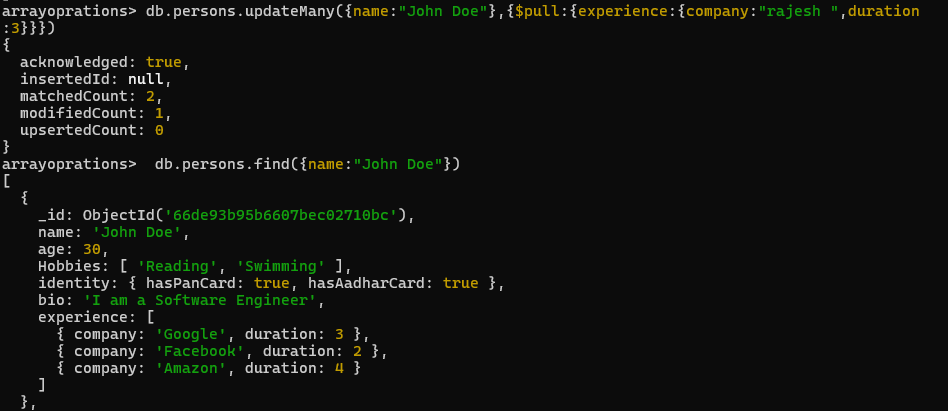 arrayoprations> db.persons.updateMany({name:"John Doe"},{$pull:{experience:{company:"rajesh ",duration
:3}}})
{
  acknowledged: true,
  insertedId: null,
  matchedCount: 2,
  modifiedCount: 1,
  upsertedCount: 0
}
arrayoprations>  db.persons.find({name:"John Doe"})
[
  {
    _id: ObjectId('66de93b95b6607bec02710bc'),
    name: 'John Doe',
    age: 30,
    Hobbies: [ 'Reading', 'Swimming' ],
    identity: { hasPanCard: true, hasAadharCard: true },
    bio: 'I am a Software Engineer',
    experience: [
      { company: 'Google', duration: 3 },
      { company: 'Facebook', duration: 2 },
      { company: 'Amazon', duration: 4 }
    ]
  },